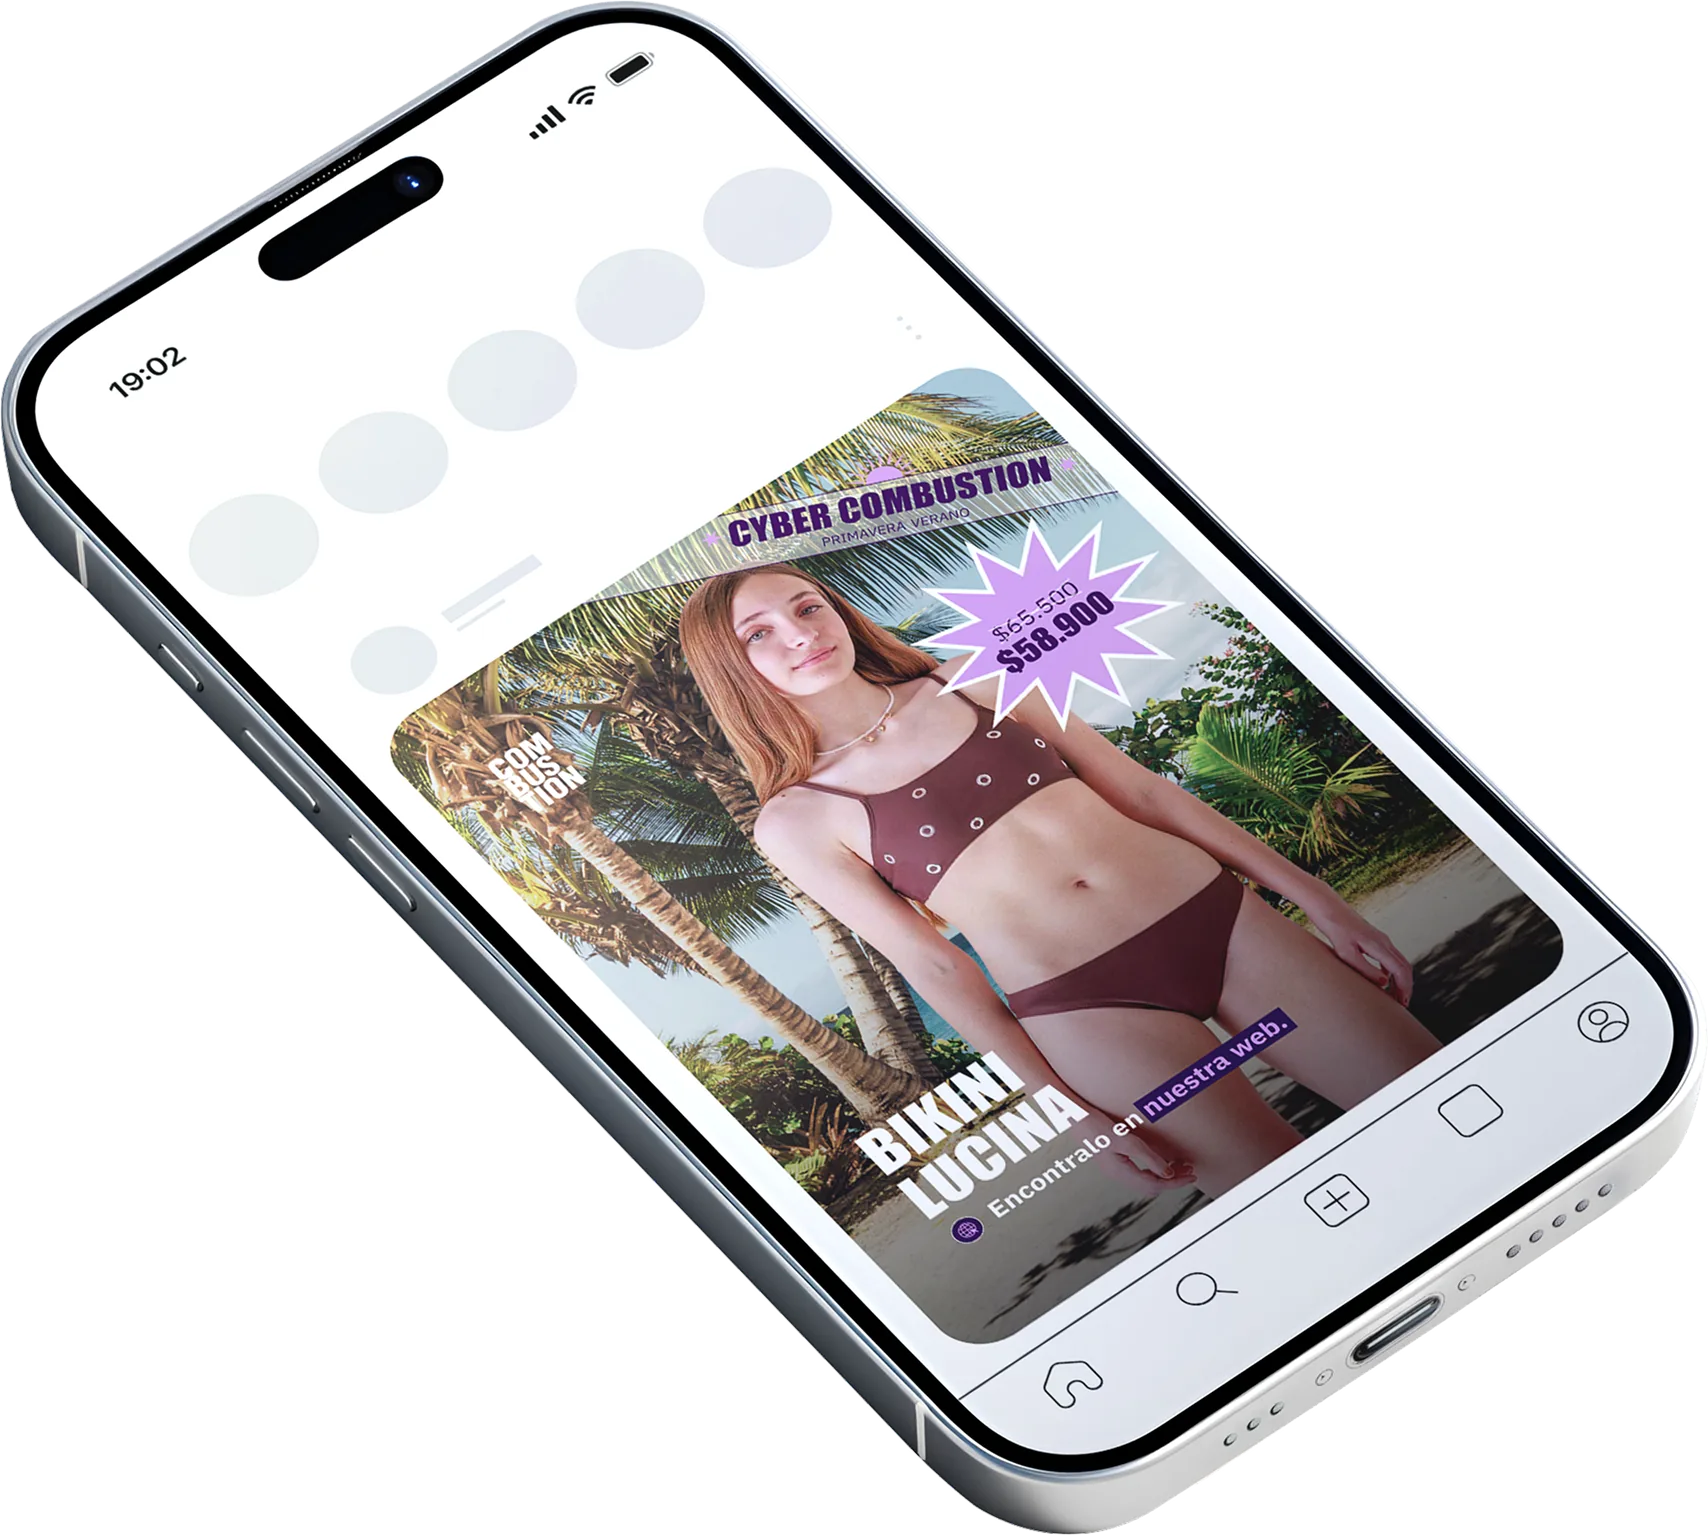 19:02
CYBER COMBUSTION
PRIMAVERA VERANO
$65.500
$58.900
COM
BUS
TION
BIKINI
LUCINA
Encontralo en nuestra web.